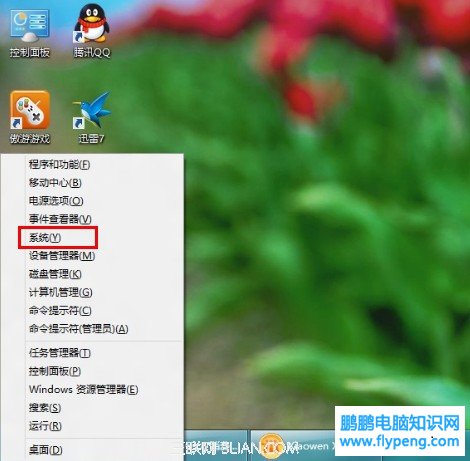 控制面板
腾讯QQ
傲游游戏
迅雷7
程序和功能(F)
移动中心(B)
电源选项(O)
事件查看器(V)
系统(Y)
设备管理器(M)
磁盘管理(K)
计算机管理(G)
命令提示符(C)
命令提示符(管理员)(A)
任务管理器(T)
控制面板(P)
Windows 资源管理器(E)
搜索(S)
运行(R)
桌面(D)
三联网 3LIAN.COM
aowen X
鹏鹏电脑知识网
www.flypeng.com